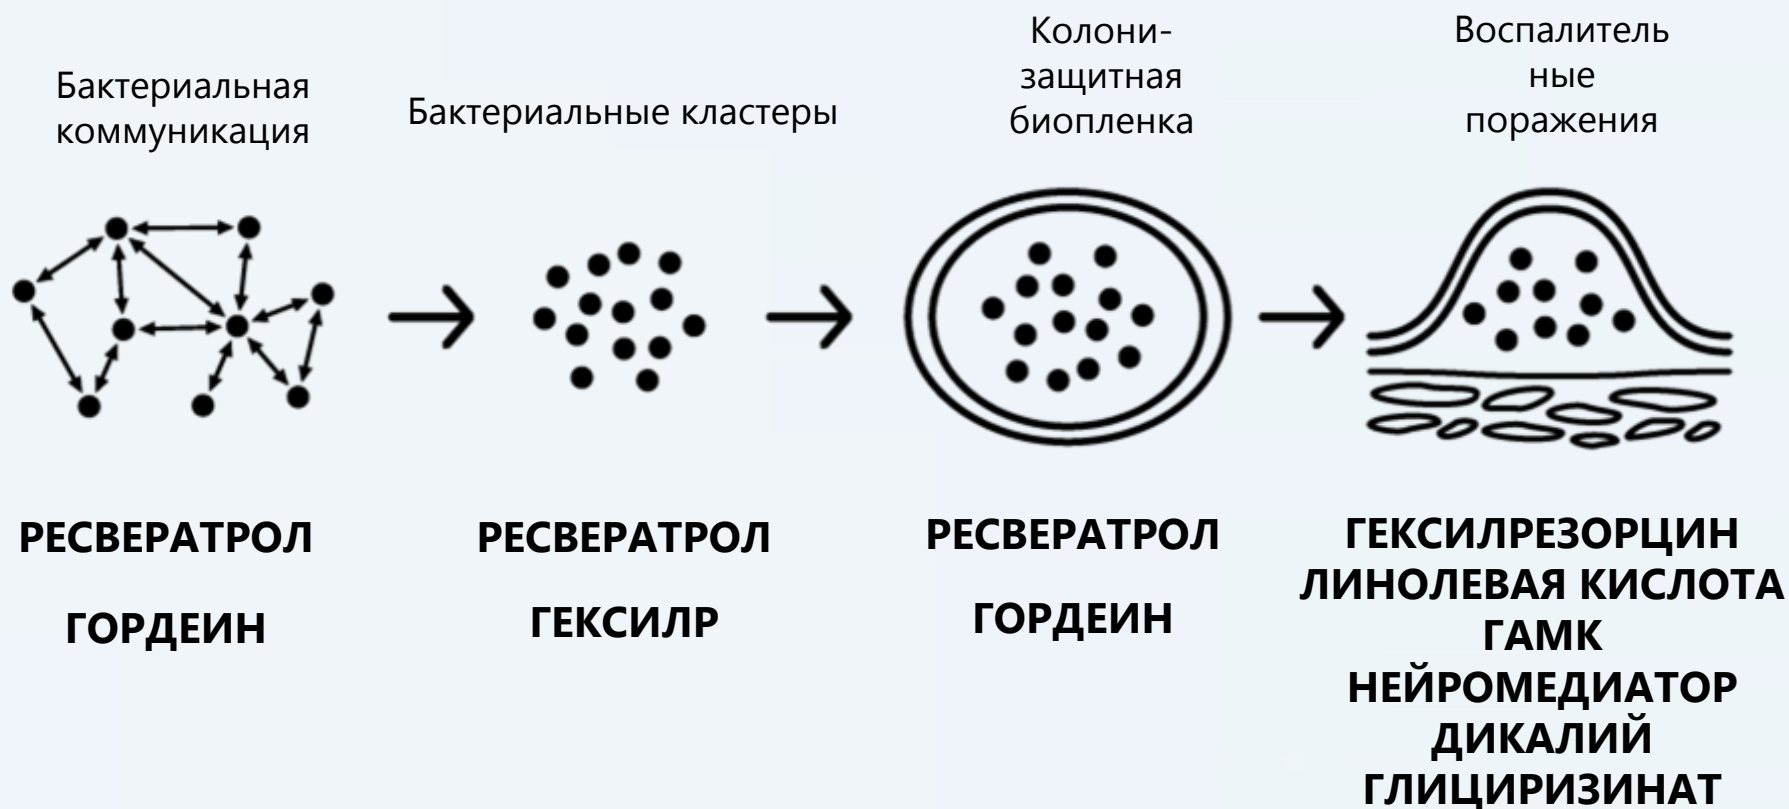 Бактериальная
коммуникация
Бактериальные кластеры
Колони-
защитная
биопленка
Воспалитель
ные
поражения
РЕСВЕРАТРОЛ
ГОРДЕИН
РЕСВЕРАТРОЛ
ГЕКСИЛР
РЕСВЕРАТРОЛ
ГОРДЕИН
ГЕКСИЛРЕЗОРЦИН
ЛИНОЛЕВАЯ КИСЛОТА
ГАМК
НЕЙРОМЕДИАТОР
ДИКАЛИЙ
ГЛИЦИРИЗИНАТ